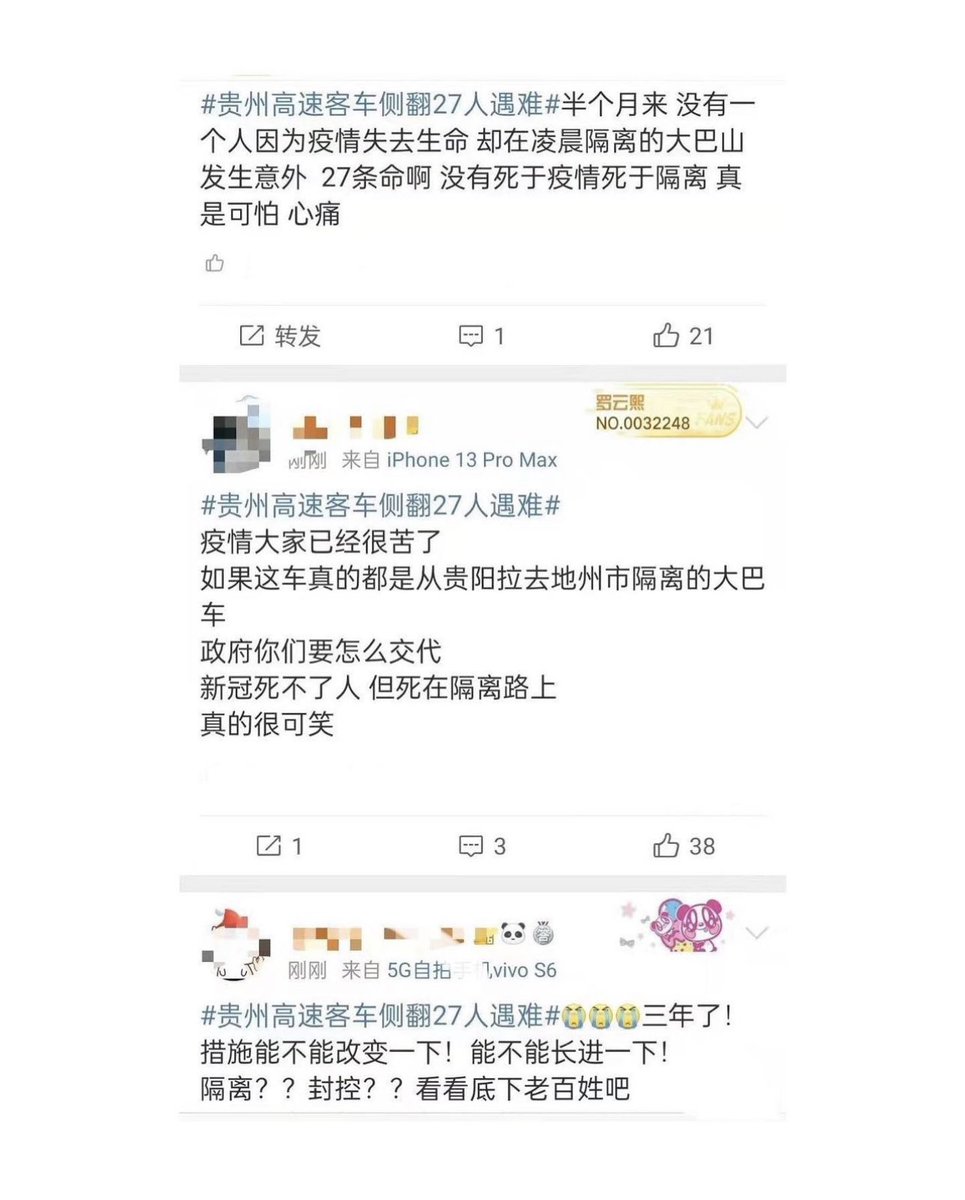 #贵州高速客车侧翻27人遇难#半个月来 没有一
个人因为疫情失去生命 却在凌晨隔离的大巴山
发生意外 27条命啊 没有死于疫情死于隔离 真
是可怕 心痛
转发 1 21
罗云熙
NO.0032248 FANS
刚刚 来自 iPhone 13 Pro Max
#贵州高速客车侧翻27人遇难#
疫情大家已经很苦了
如果这车真的都是从贵阳拉去地州市隔离的大巴
车
政府你们要怎么交代
新冠死不了人 但死在隔离路上
真的很可笑
1 3 38
刚刚 来自 5G自拍手机vivo S6
#贵州高速客车侧翻27人遇难#😭😭😭三年了!
措施能不能改变一下!能不能长进一下!
隔离??封控??看看底下老百姓吧